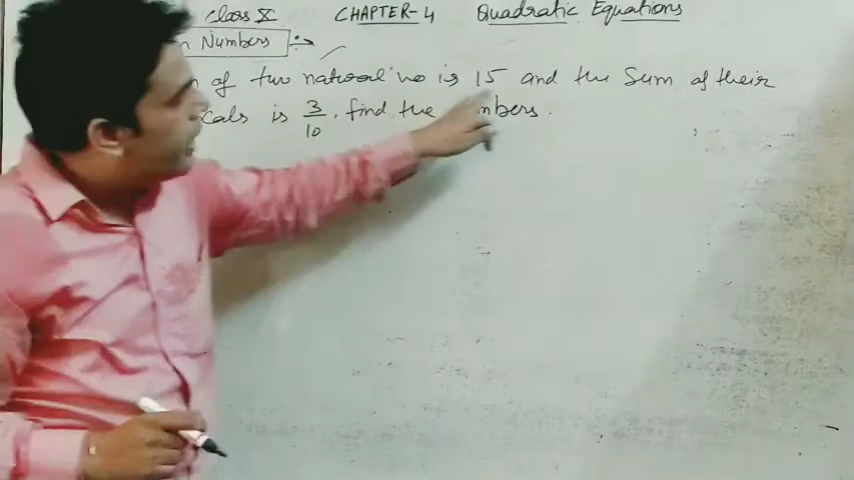 Class X CHAPTER-4 Quadratic Equations
Numbers :→
of two natural no is 15 and the Sum of their
cals is 3/10. find the mbers.